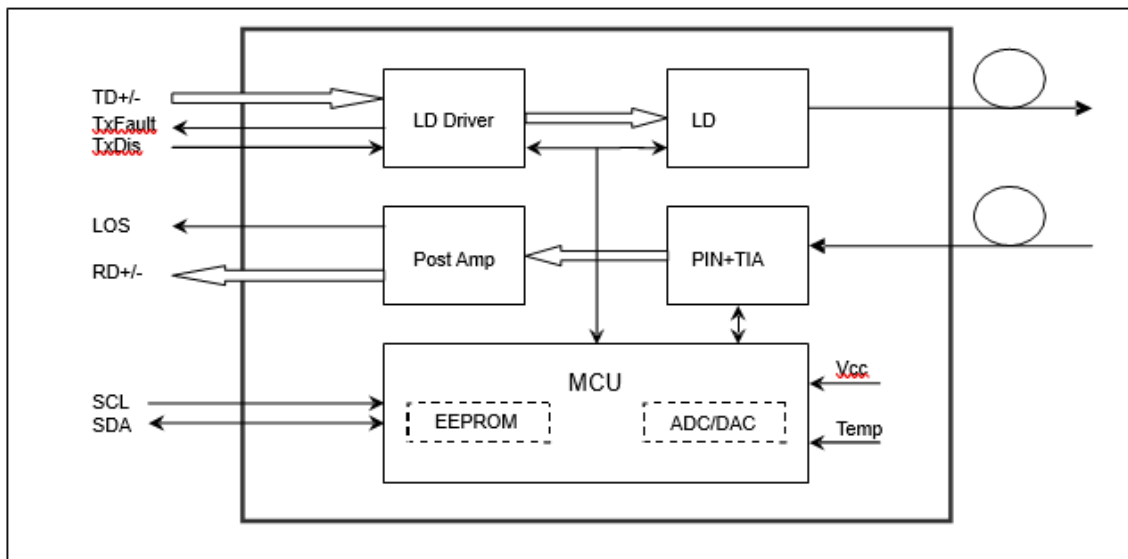 TD+/-
TxFault
TxDis
LD Driver
LD
LOS
RD+/-
Post Amp
PIN+TIA
MCU
EEPROM
ADC/DAC
SCL
SDA
Vcc
Temp